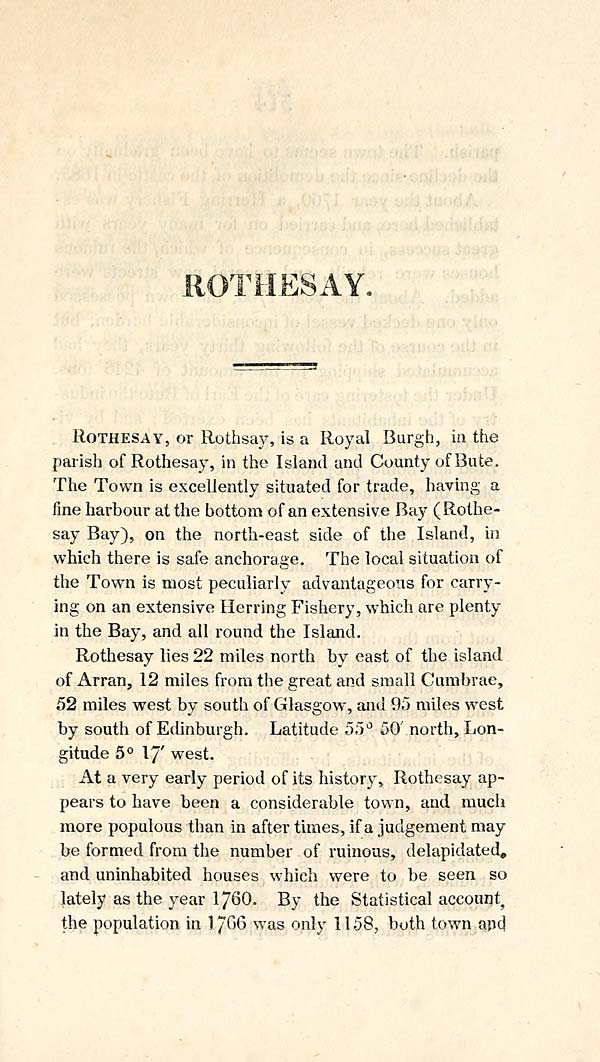 ROTHESAY.
ROTHESAY, or Rothsay, is a Royal Burgh, in the
parish of Rothesay, in the Island and County of Bute.
The Town is excellently situated for trade, having a
fine harbour at the bottom of an extensive Bay (Rothe-
say Bay), on the north-east side of the Island, in
which there is safe anchorage. The local situation of
the Town is most peculiarly advantageous for carry-
ing on an extensive Herring Fishery, which are plenty
in the Bay, and all round the Island.
Rothesay lies 22 miles north by east of the island
of Arran, 12 miles from the great and small Cumbrae,
52 miles west by south of Glasgow, and 95 miles west
by south of Edinburgh. Latitude 55° 50′ north, Lon-
gitude 5° 17′ west.
At a very early period of its history, Rothesay ap-
pears to have been a considerable town, and much
more populous than in after times, if a judgement may
be formed from the number of ruinous, delapidated,
and uninhabited houses which were to be seen so
lately as the year 1760. By the Statistical account,
the population in 1766 was only 1158, both town and